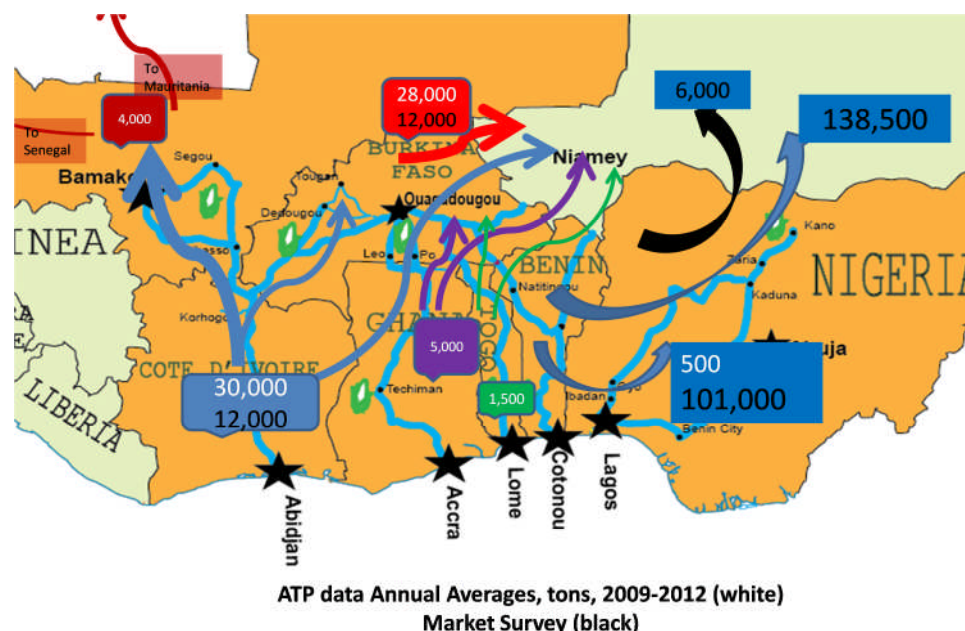 To
Mauritania
4,000
To
Senegal
28,000
12,000
6,000
138,500
BURKINA
FASO
Niamey
Segou
Bamako
Tougan
Dedougou
Ouagadougou
Kano
INEA
Leo
Po
BENIN
Zaria
NIGERIA
Natitingou
Kaduna
Korhogo
GHANA
TOGO
5,000
COTE D'IVOIRE
500
101,000
30,000
12,000
Techiman
1,500
Ibadan
LIBERIA
Benin City
Abidjan
Accra
Lome
Cotonou
Lagos
ATP data Annual Averages, tons, 2009-2012 (white)
Market Survey (black)